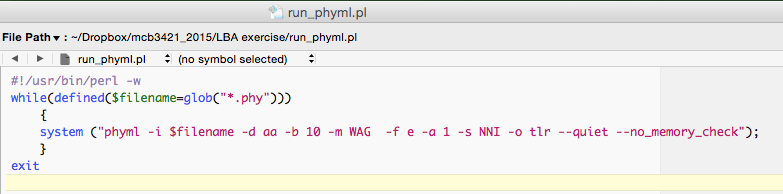 run_phyml.pl
File Path ▾ : ~/Dropbox/mcb3421_2015/LBA exercise/run_phyml.pl
run_phyml.pl (no symbol selected)
#!/usr/bin/perl -w
while(defined($filename=glob("*.phy")))
{
system ("phyml -i $filename -d aa -b 10 -m WAG  -f e -a 1 -s NNI -o tlr --quiet --no_memory_check");
}
exit